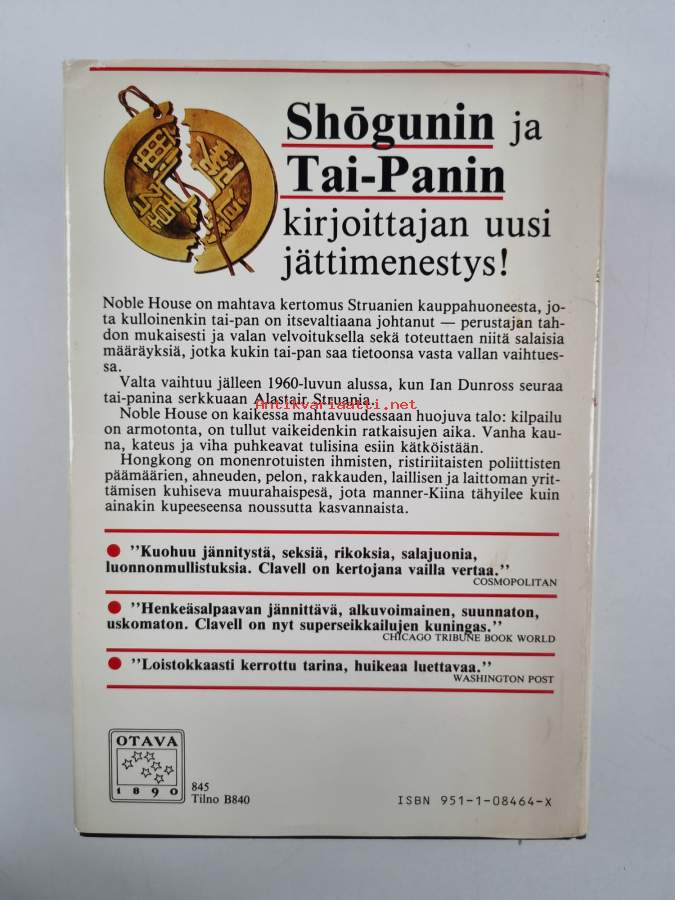 Shōgunin ja
Tai-Panin
kirjoittajan uusi
jättimenestys!
Noble House on mahtava kertomus Struanien kauppahuoneesta, jo-
ta kulloinenkin tai-pan on itsevaltiaana johtanut — perustajan tah-
don mukaisesti ja valan velvoituksella sekä toteuttaen niitä salaisia
määräyksiä, jotka kukin tai-pan saa tietoonsa vasta vallan vaihtues-
sa.
Valta vaihtuu jälleen 1960-luvun alussa, kun Ian Dunross seuraa
tai-panina serkkuaan Alastair Struania.
Antikvariaatti.net
Noble House on kaikessa mahtavuudessaan huojuva talo: kilpailu
on armotonta, on tullut vaikeidenkin ratkaisujen aika. Vanha kau-
na, kateus ja viha puhkeavat tulisina esiin kätköistään.
Hongkong on monenrotuisten ihmisten, ristiriitaisten poliittisten
päämäärien, ahneuden, pelon, rakkauden, laillisen ja laittoman yrit-
tämisen kuhiseva muurahaispesä, jota manner-Kiina tähyilee kuin
ainakin kupeeseensa noussutta kasvannaista.
● ”Kuohuu jännitystä, seksiä, rikoksia, salajuonia,
luonnonmullistuksia. Clavell on kertojana vailla vertaa.”
COSMOPOLITAN
● ”Henkeäsalpaavan jännittävä, alkuvoimainen, suunnaton,
uskomaton. Clavell on nyt superseikkailujen kuningas.”
CHICAGO TRIBUNE BOOK WORLD
● ”Loistokkaasti kerrottu tarina, huikeaa luettavaa.”
WASHINGTON POST
OTAVA
1890
845
Tilno B840
ISBN 951-1-08464-X